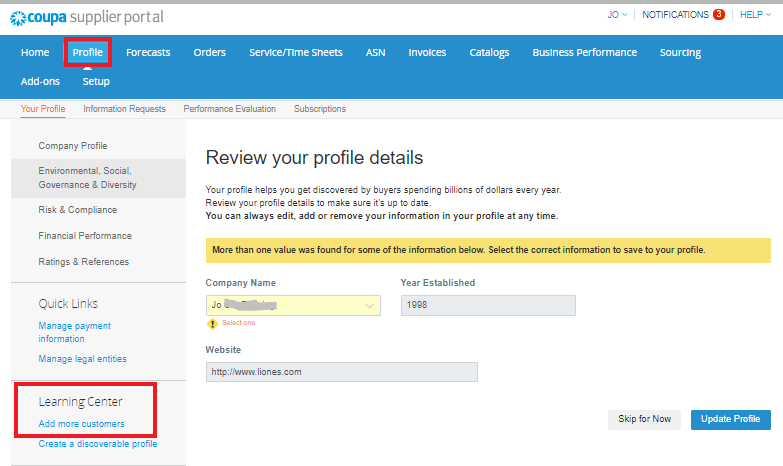 coupa supplier portal
JO NOTIFICATIONS 3 HELP
Home Profile Forecasts Orders Service/Time Sheets ASN Invoices Catalogs Business Performance Sourcing
Add-ons Setup
Your Profile Information Requests Performance Evaluation Subscriptions
Company Profile
Environmental, Social,
Governance & Diversity
Risk & Compliance
Financial Performance
Ratings & References
Quick Links
Manage payment
information
Manage legal entities
Learning Center
Add more customers
Create a discoverable profile
Review your profile details
Your profile helps you get discovered by buyers spending billions of dollars every year.
Review your profile details to make sure it's up to date.
You can always edit, add or remove your information in your profile at any time.
More than one value was found for some of the information below. Select the correct information to save to your profile.
Company Name Year Established
Jo 1998
Select one
Website
http://www.liones.com
Skip for Now Update Profile